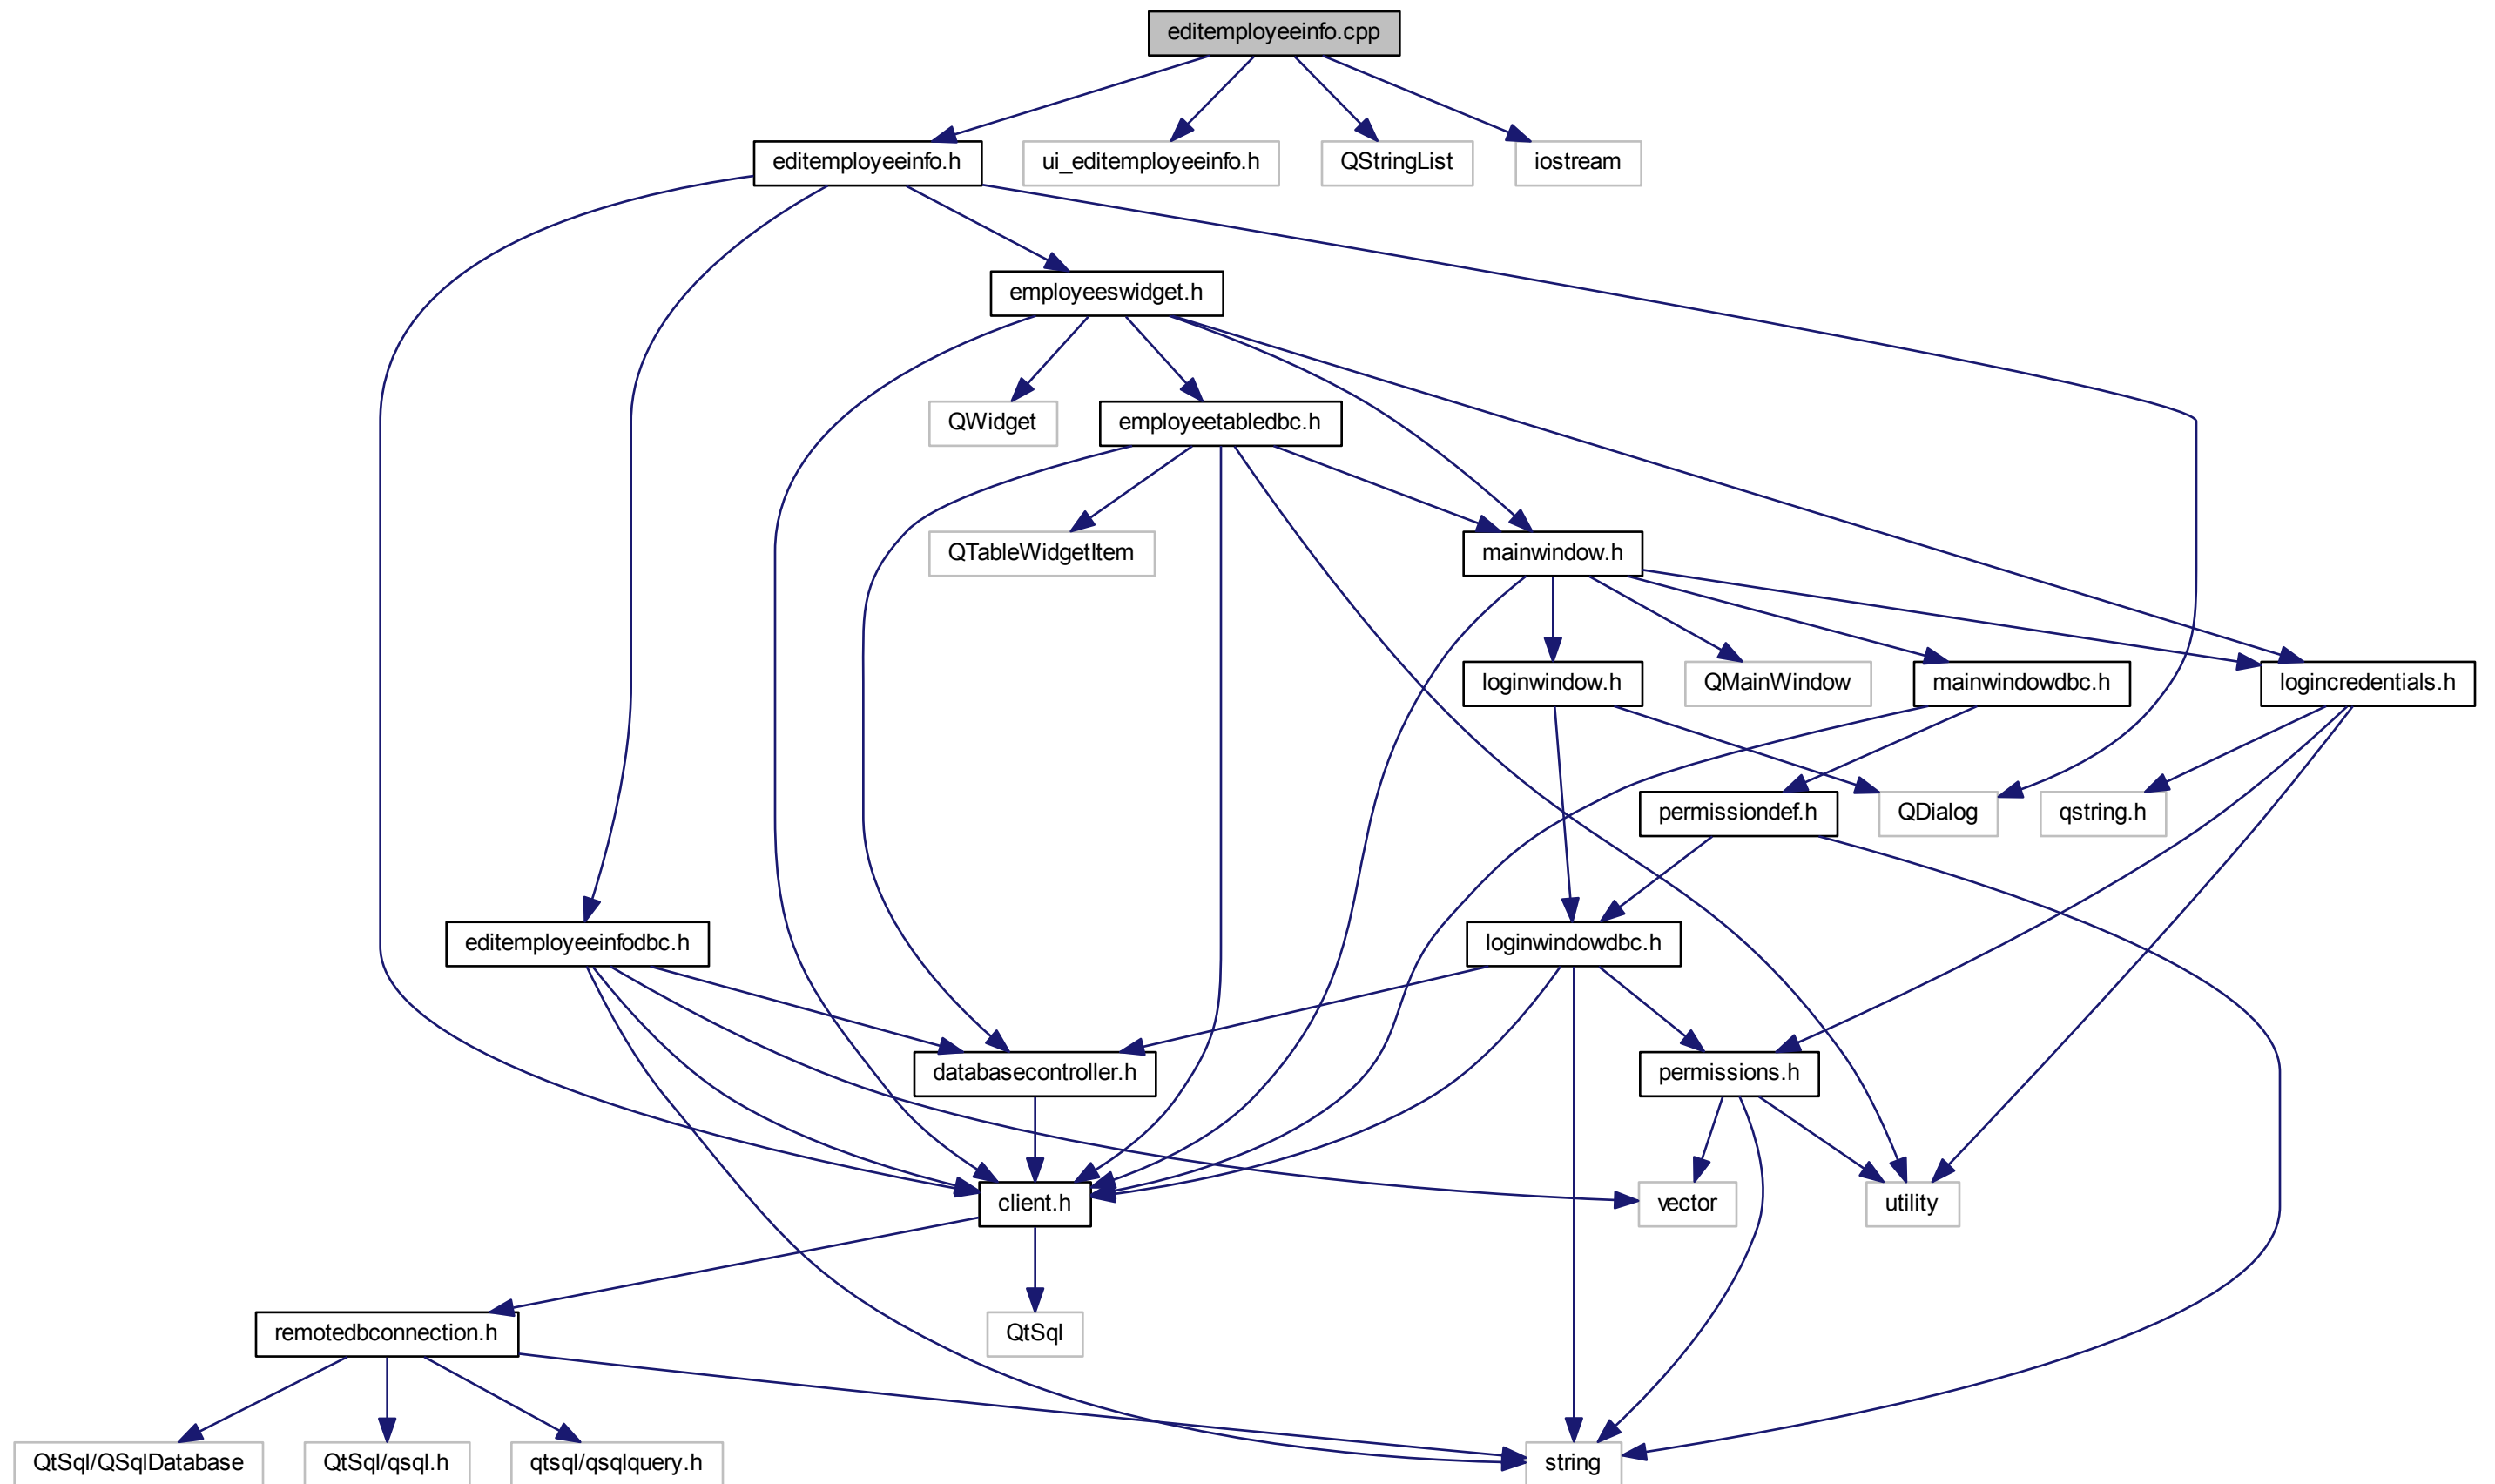 editemployeeinfo.cpp
editemployeeinfo.h
ui_editemployeeinfo.h
QStringList
iostream
employeeswidget.h
QWidget
employeetabledbc.h
QTableWidgetItem
mainwindow.h
loginwindow.h
QMainWindow
mainwindowdbc.h
logincredentials.h
permissiondef.h
QDialog
qstring.h
editemployeeinfodbc.h
loginwindowdbc.h
databasecontroller.h
permissions.h
client.h
vector
utility
remotedbconnection.h
QtSql
QtSql/QSqlDatabase
QtSql/qsql.h
qtsql/qsqlquery.h
string